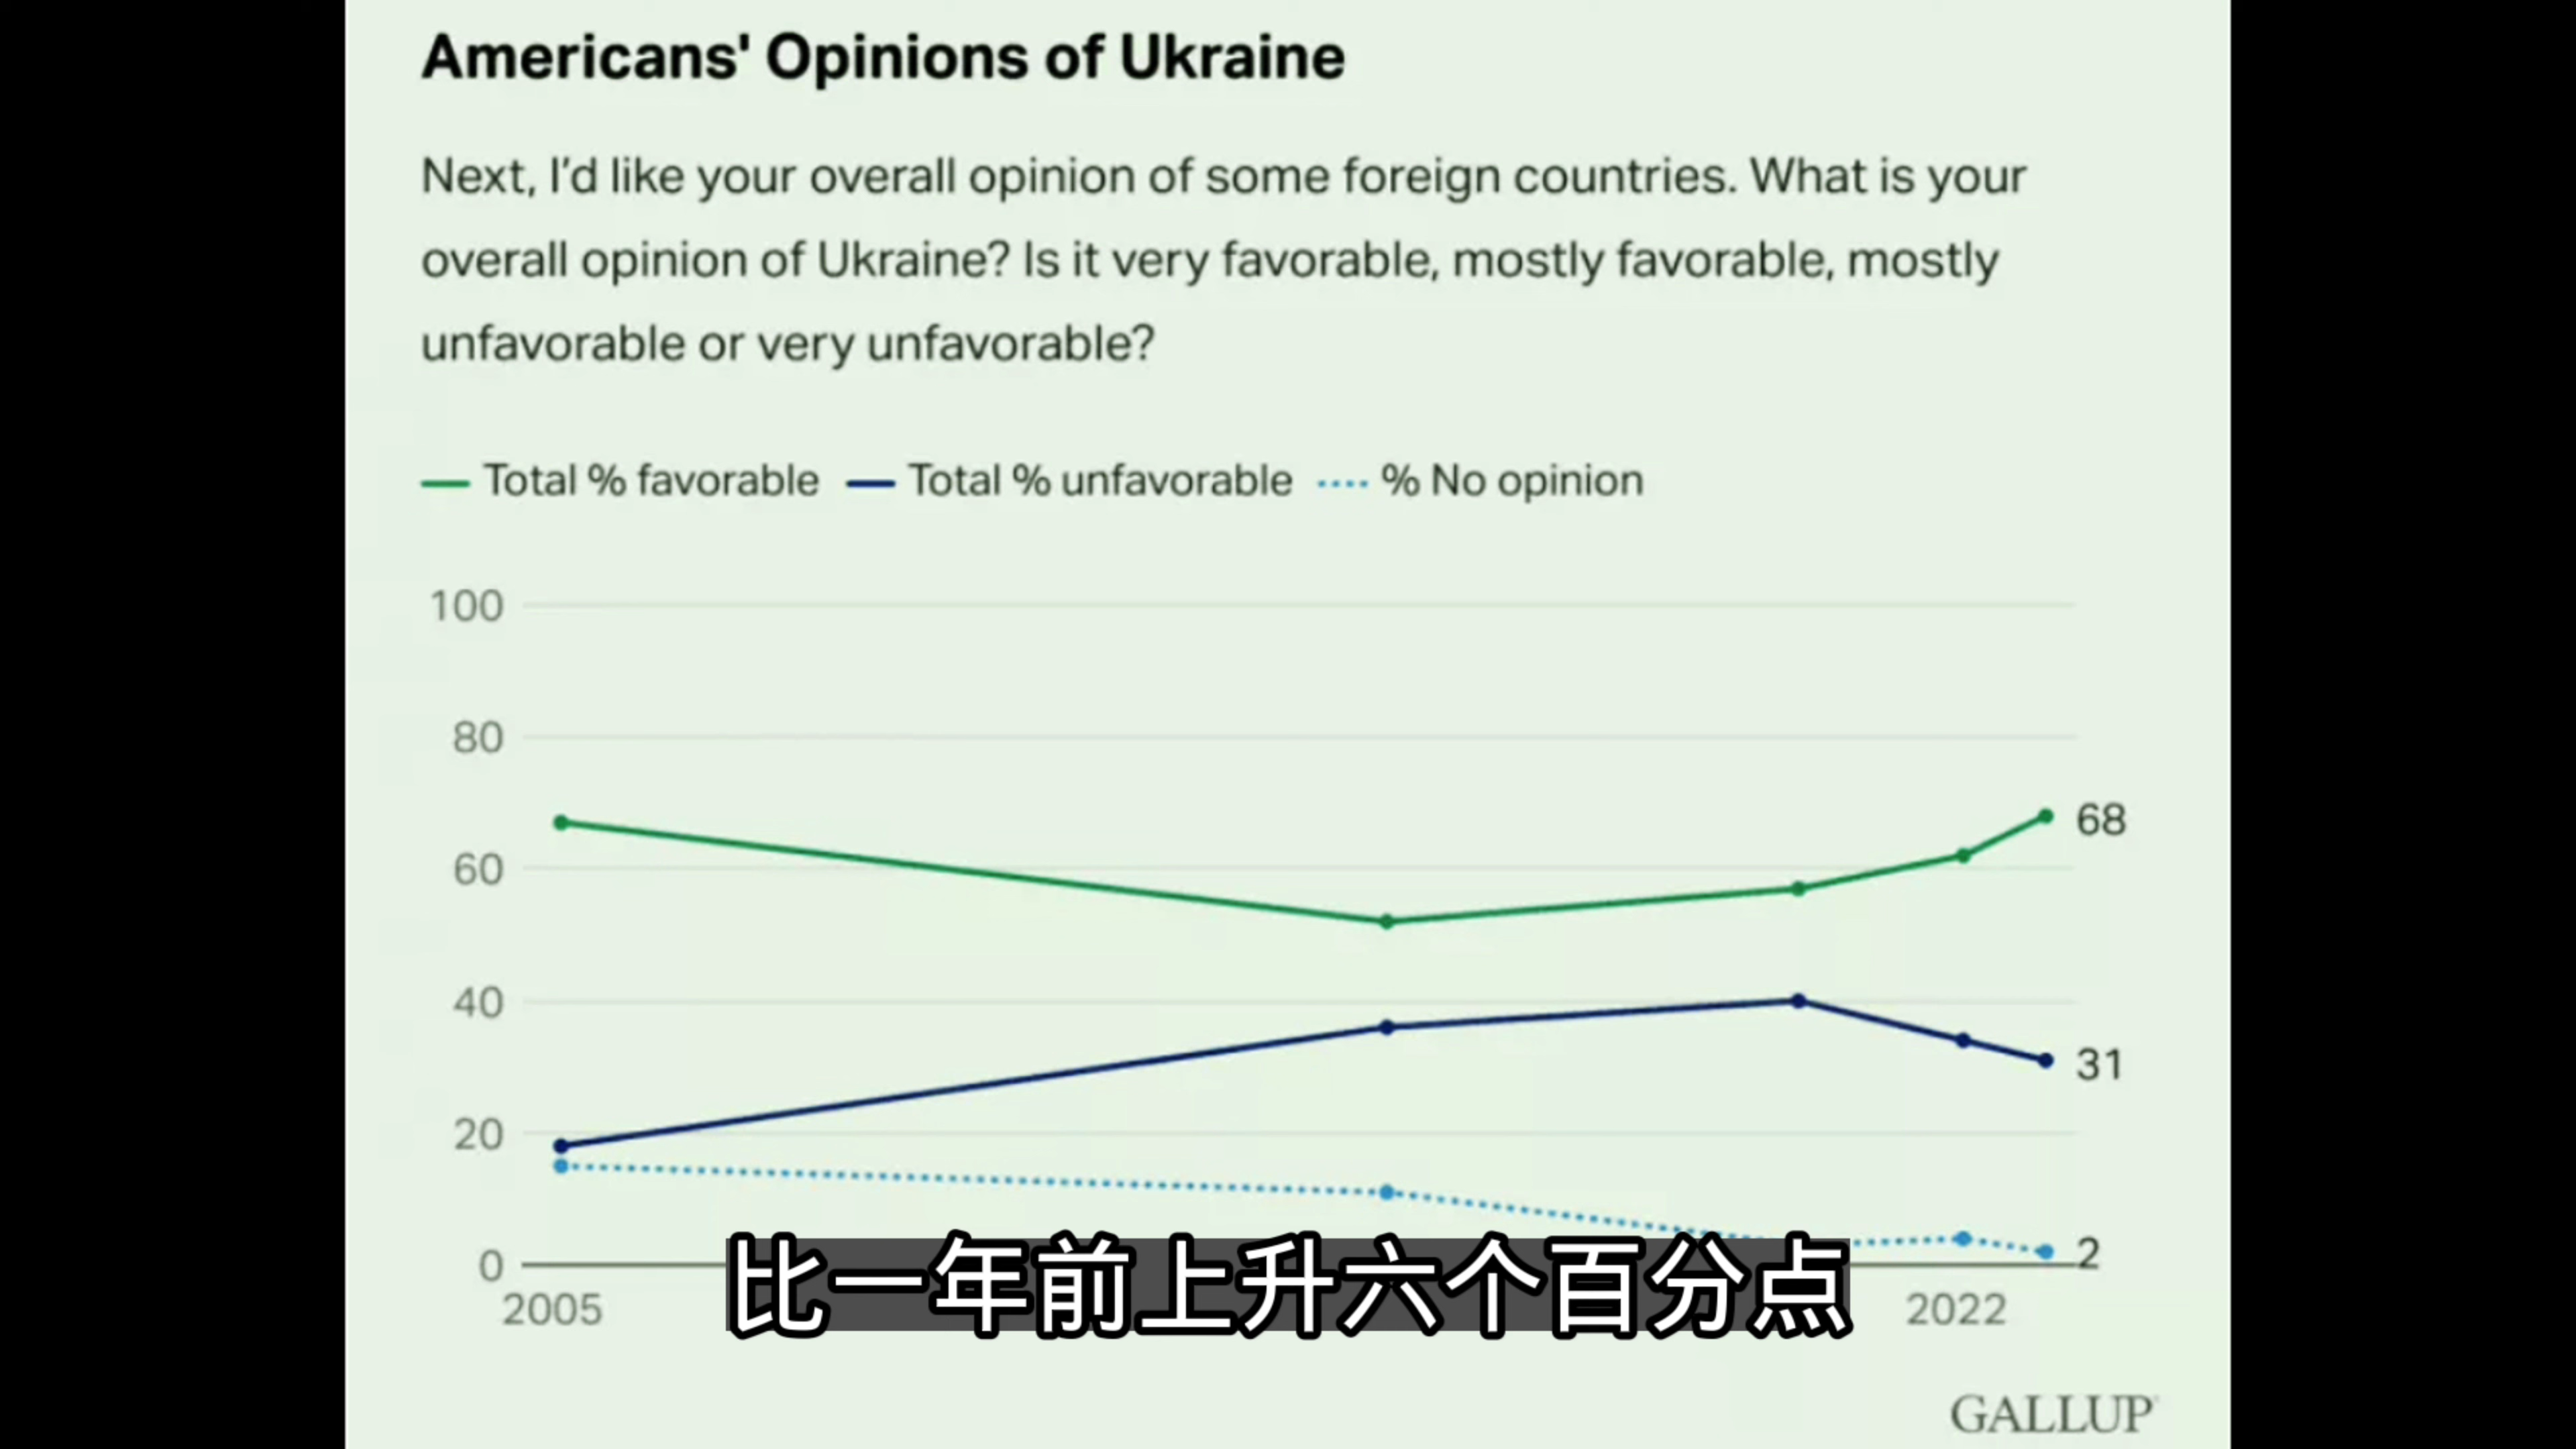 Americans' Opinions of Ukraine
Next, I'd like your overall opinion of some foreign countries. What is your
overall opinion of Ukraine? Is it very favorable, mostly favorable, mostly
unfavorable or very unfavorable?
Total % favorable Total % unfavorable % No opinion
100
80
68
60
40
31
20
0
2
比一年前上升六个百分点
2005
2022
GALLUP